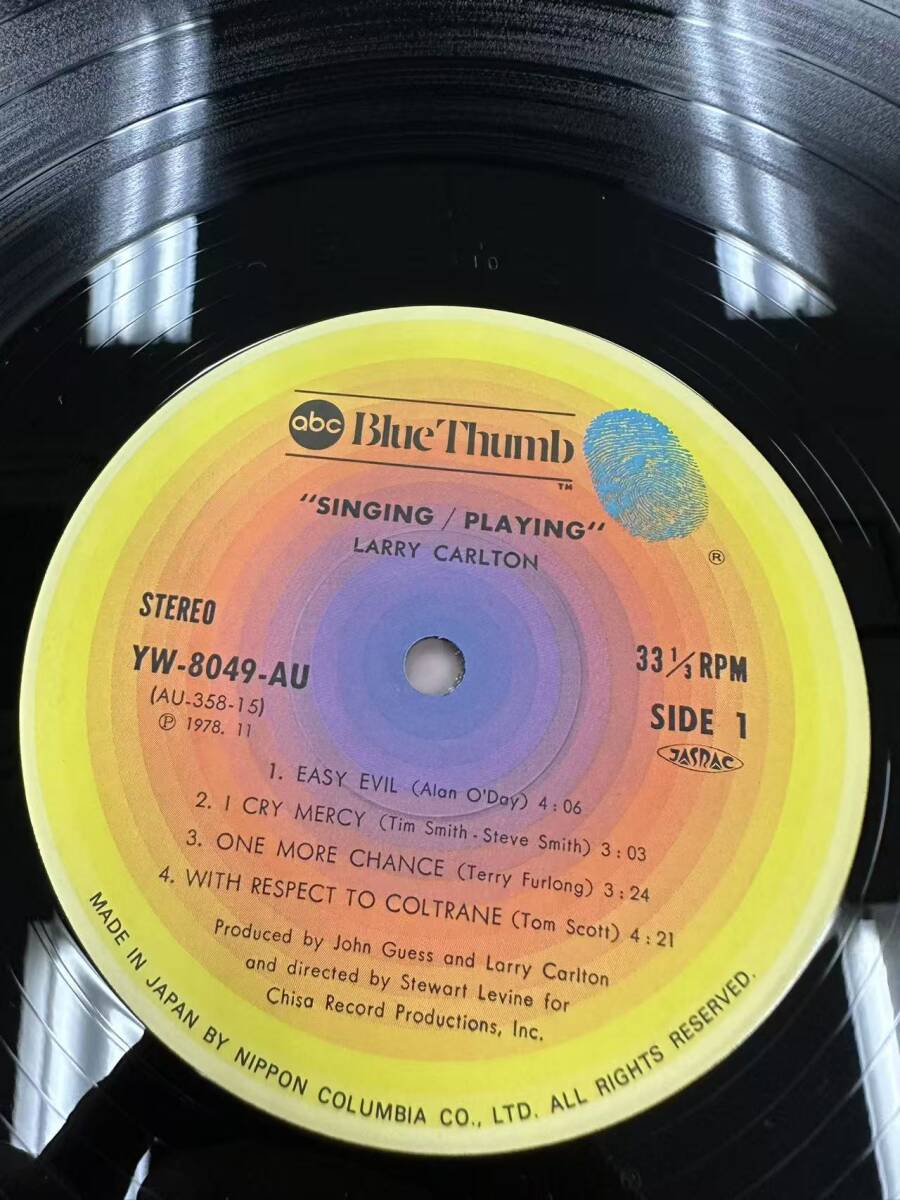 10
abc Blue Thumb
TM
"SINGING / PLAYING"
®
LARRY CARLTON
STEREO
33 1/3 RPM
YW-8049-AU
SIDE 1
(AU-358-15)
℗ 1978. 11
JASRAC
1. EASY EVIL (Alan O'Day) 4:06
2. I CRY MERCY (Tim Smith - Steve Smith) 3:03
3. ONE MORE CHANCE (Terry Furlong) 3:24
4. WITH RESPECT TO COLTRANE (Tom Scott) 4:21
Produced by John Guess and Larry Carlton
and directed by Stewart Levine for
Chisa Record Productions, Inc.
MADE IN JAPAN BY NIPPON COLUMBIA CO., LTD. ALL RIGHTS RESERVED.